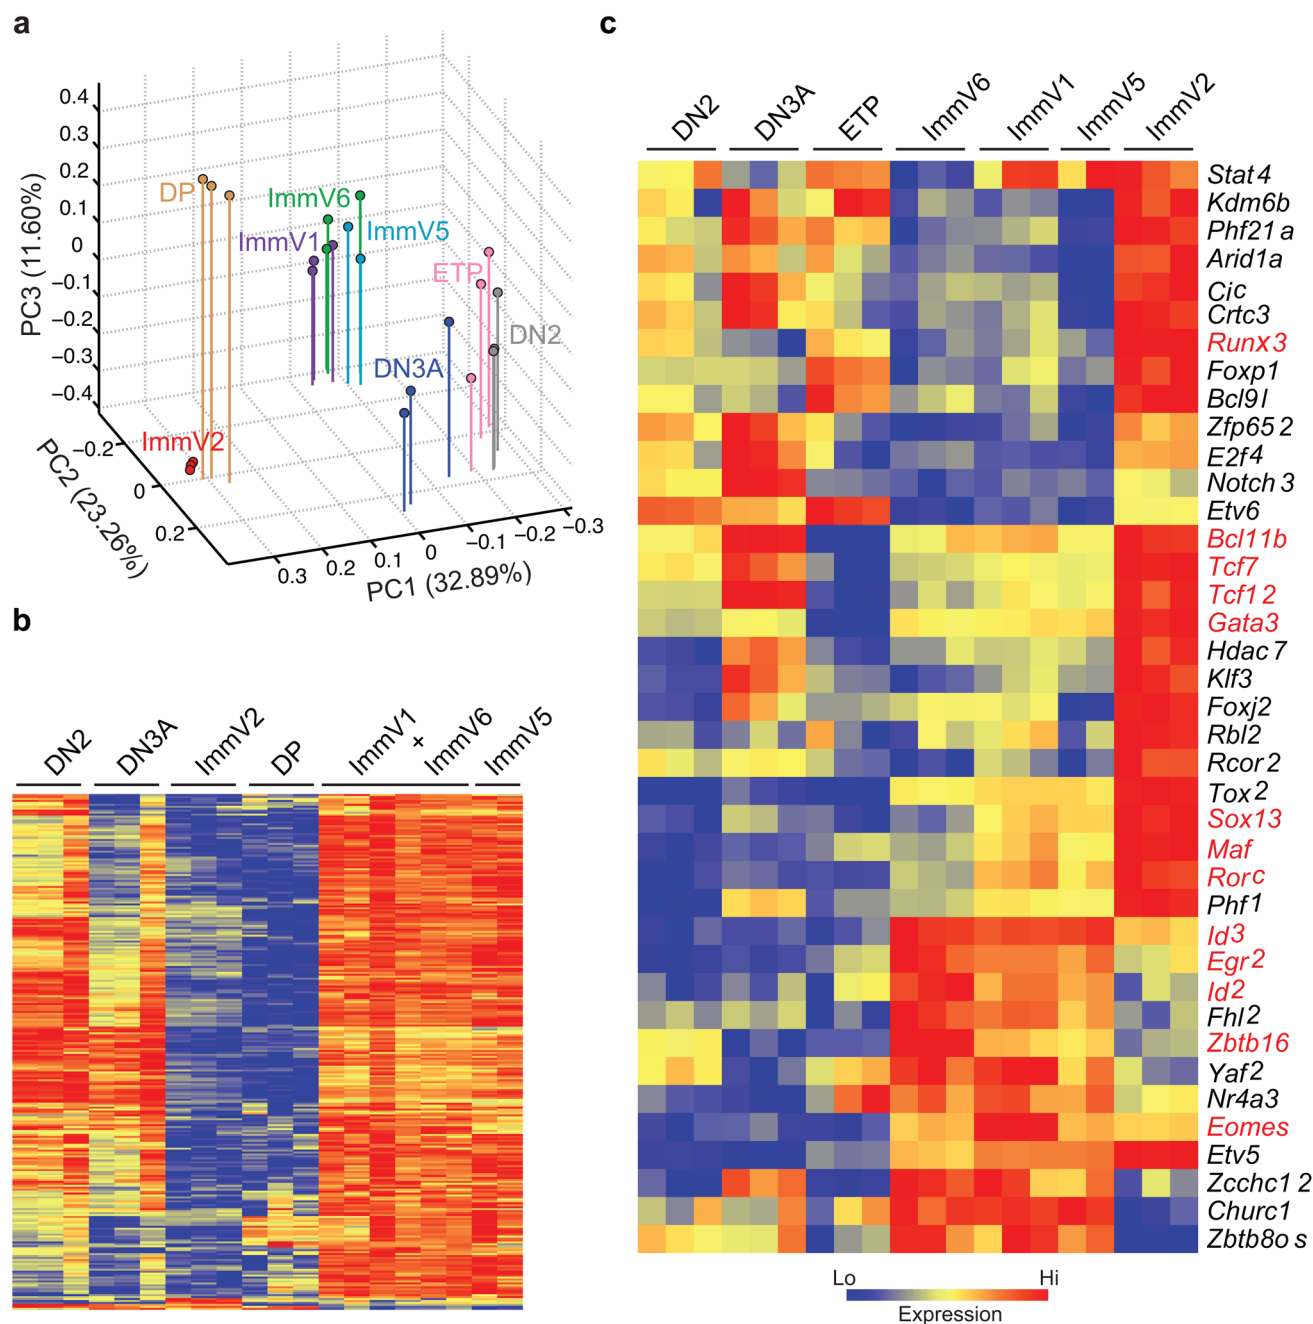 a
0.4
0.3
0.2
0.1
0
−0.1
−0.2
−0.3
−0.4
PC3 (11.60%)
DP
ImmV6
ImmV1
ImmV5
ETP
DN2
DN3A
ImmV2
−0.2
0
0.2
PC2 (23.26%)
0.3
0.2
0.1
0
−0.1
−0.2
−0.3
PC1 (32.89%)
b
DN2
DN3A
ImmV2
DP
ImmV1
+
ImmV6
ImmV5
c
DN2
DN3A
ETP
ImmV6
ImmV1
ImmV5
ImmV2
Stat4
Kdm6b
Phf21a
Arid1a
Cic
Crtc3
Runx3
Foxp1
Bcl9l
Zfp652
E2f4
Notch3
Etv6
Bcl11b
Tcf7
Tcf12
Gata3
Hdac7
Klf3
Foxj2
Rbl2
Rcor2
Tox2
Sox13
Maf
Rorc
Phf1
Id3
Egr2
Id2
Fhl2
Zbtb16
Yaf2
Nr4a3
Eomes
Etv5
Zcchc12
Churc1
Zbtb8os
Lo
Hi
Expression